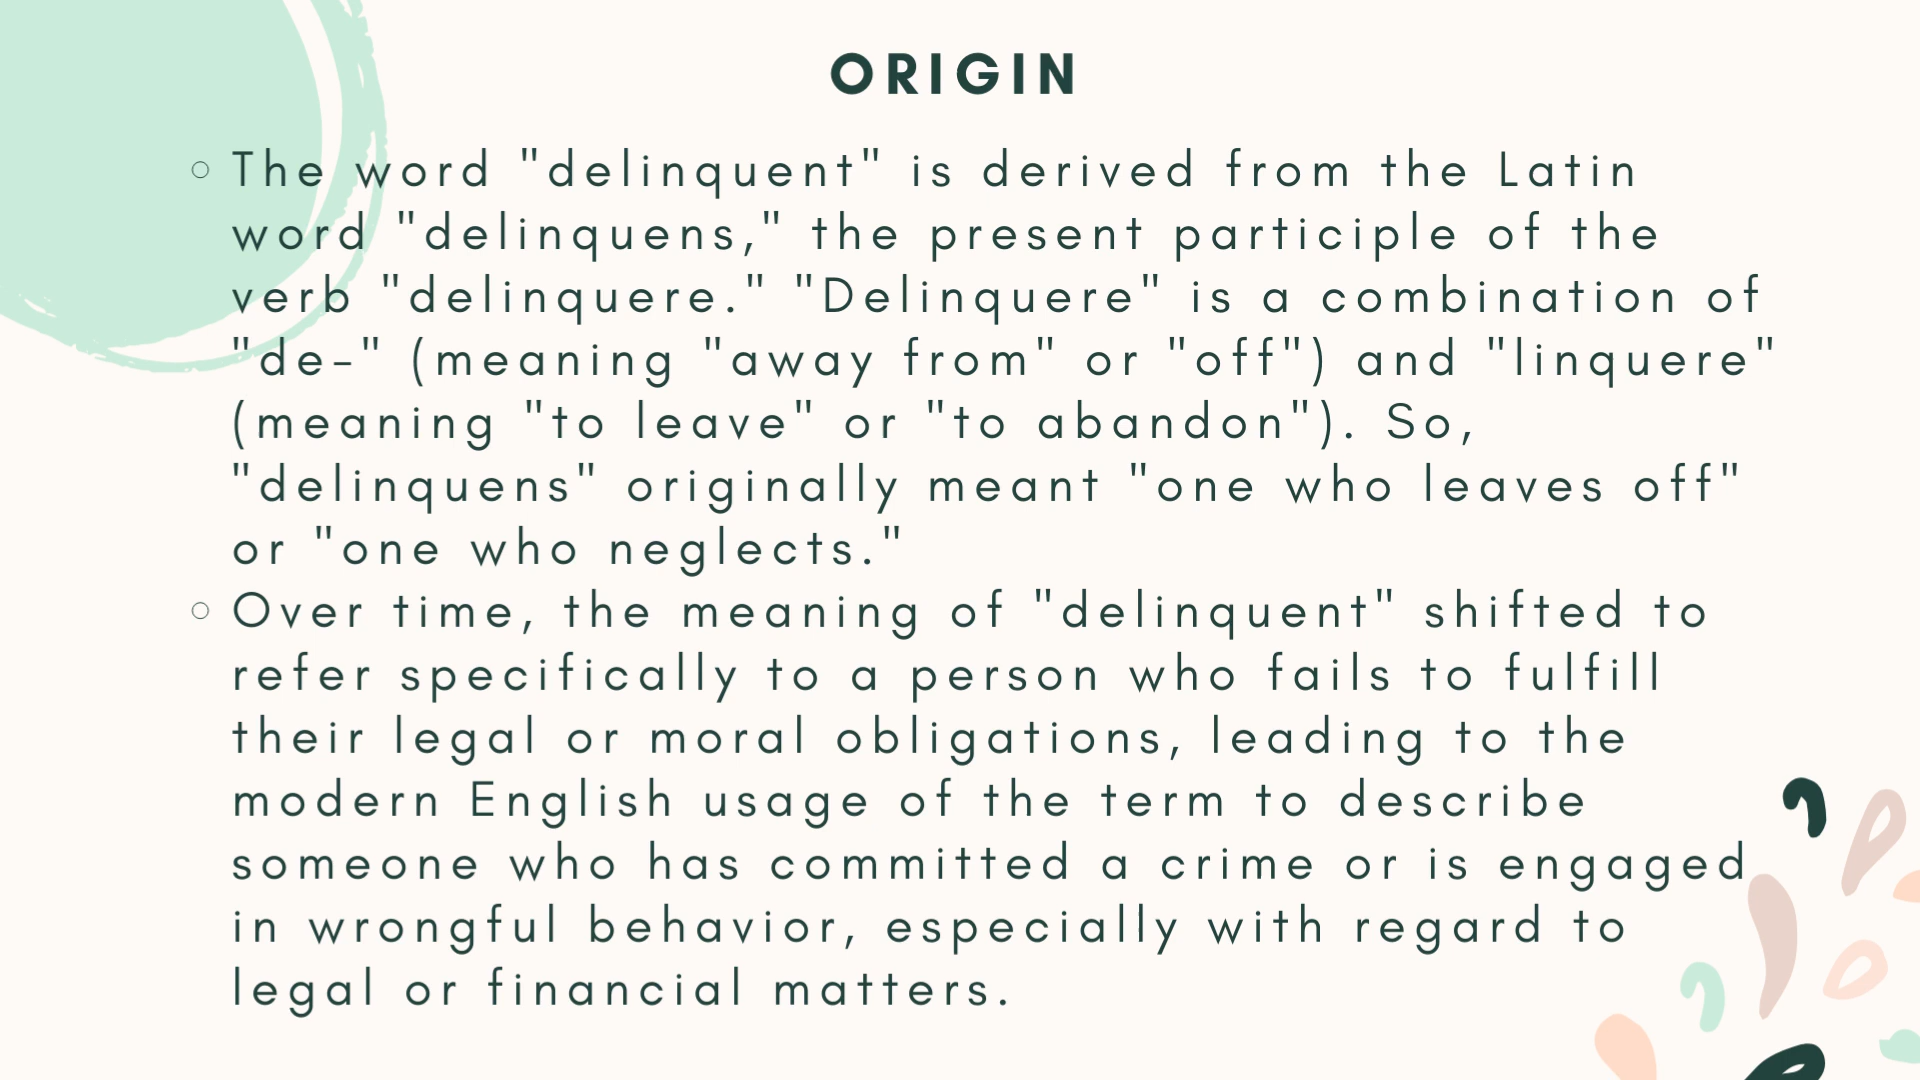 ORIGIN
The word "delinquent" is derived from the Latin
word "delinquens," the present participle of the
verb "delinquere." "Delinquere" is a combination of
"de-" (meaning "away from" or "off") and "linquere"
(meaning "to leave" or "to abandon"). So,
"delinquens" originally meant "one who leaves off"
or "one who neglects."
Over time, the meaning of "delinquent" shifted to
refer specifically to a person who fails to fulfill
their legal or moral obligations, leading to the
modern English usage of the term to describe
someone who has committed a crime or is engaged
in wrongful behavior, especially with regard to
legal or financial matters.